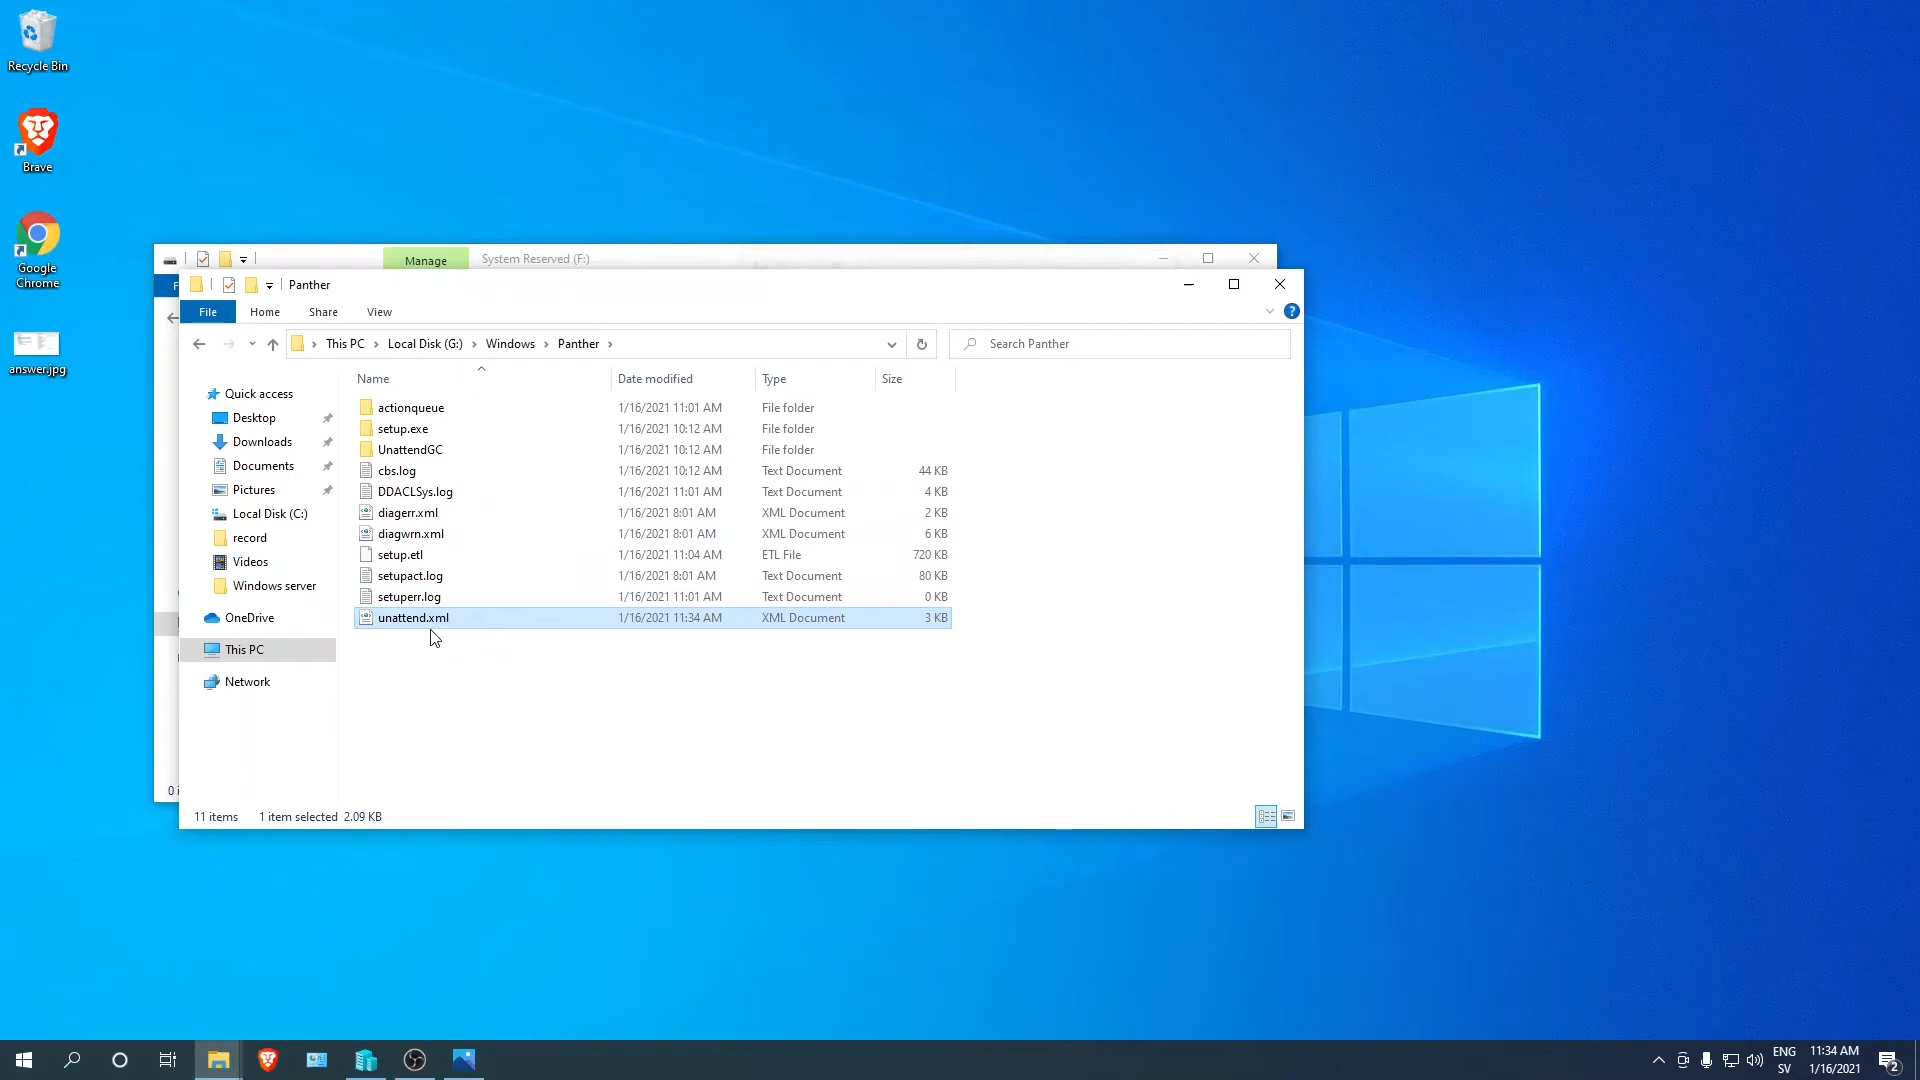 Recycle Bin
Brave
Google
Chrome
answer.jpg
Manage
System Reserved (F:)
Panther
File
Home
Share
View
This PC
Local Disk (G:)
Windows
Panther
Search Panther
Name
Date modified
Type
Size
Quick access
Desktop
Downloads
Documents
Pictures
Local Disk (C:)
record
Videos
Windows server
OneDrive
This PC
Network
actionqueue 1/16/2021 11:01 AM File folder
setup.exe 1/16/2021 10:12 AM File folder
UnattendGC 1/16/2021 10:12 AM File folder
cbs.log 1/16/2021 10:12 AM Text Document 44 KB
DDACLSys.log 1/16/2021 11:01 AM Text Document 4 KB
diagerr.xml 1/16/2021 8:01 AM XML Document 2 KB
diagwrn.xml 1/16/2021 8:01 AM XML Document 6 KB
setup.etl 1/16/2021 11:04 AM ETL File 720 KB
setupact.log 1/16/2021 8:01 AM Text Document 80 KB
setuperr.log 1/16/2021 11:01 AM Text Document 0 KB
unattend.xml 1/16/2021 11:34 AM XML Document 3 KB
11 items 1 item selected 2.09 KB
ENG
SV
11:34 AM
1/16/2021
2